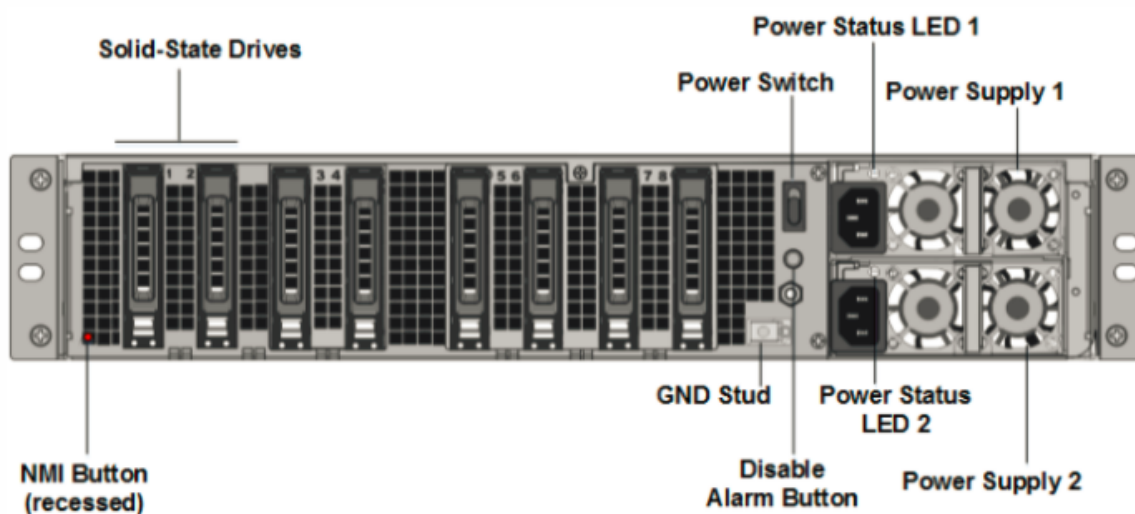 Power Status LED 1
Solid-State Drives
Power Switch
Power Supply 1
1 2
3 4
5 6
7 8
GND Stud
Power Status
LED 2
NMI Button
(recessed)
Disable
Alarm Button
Power Supply 2